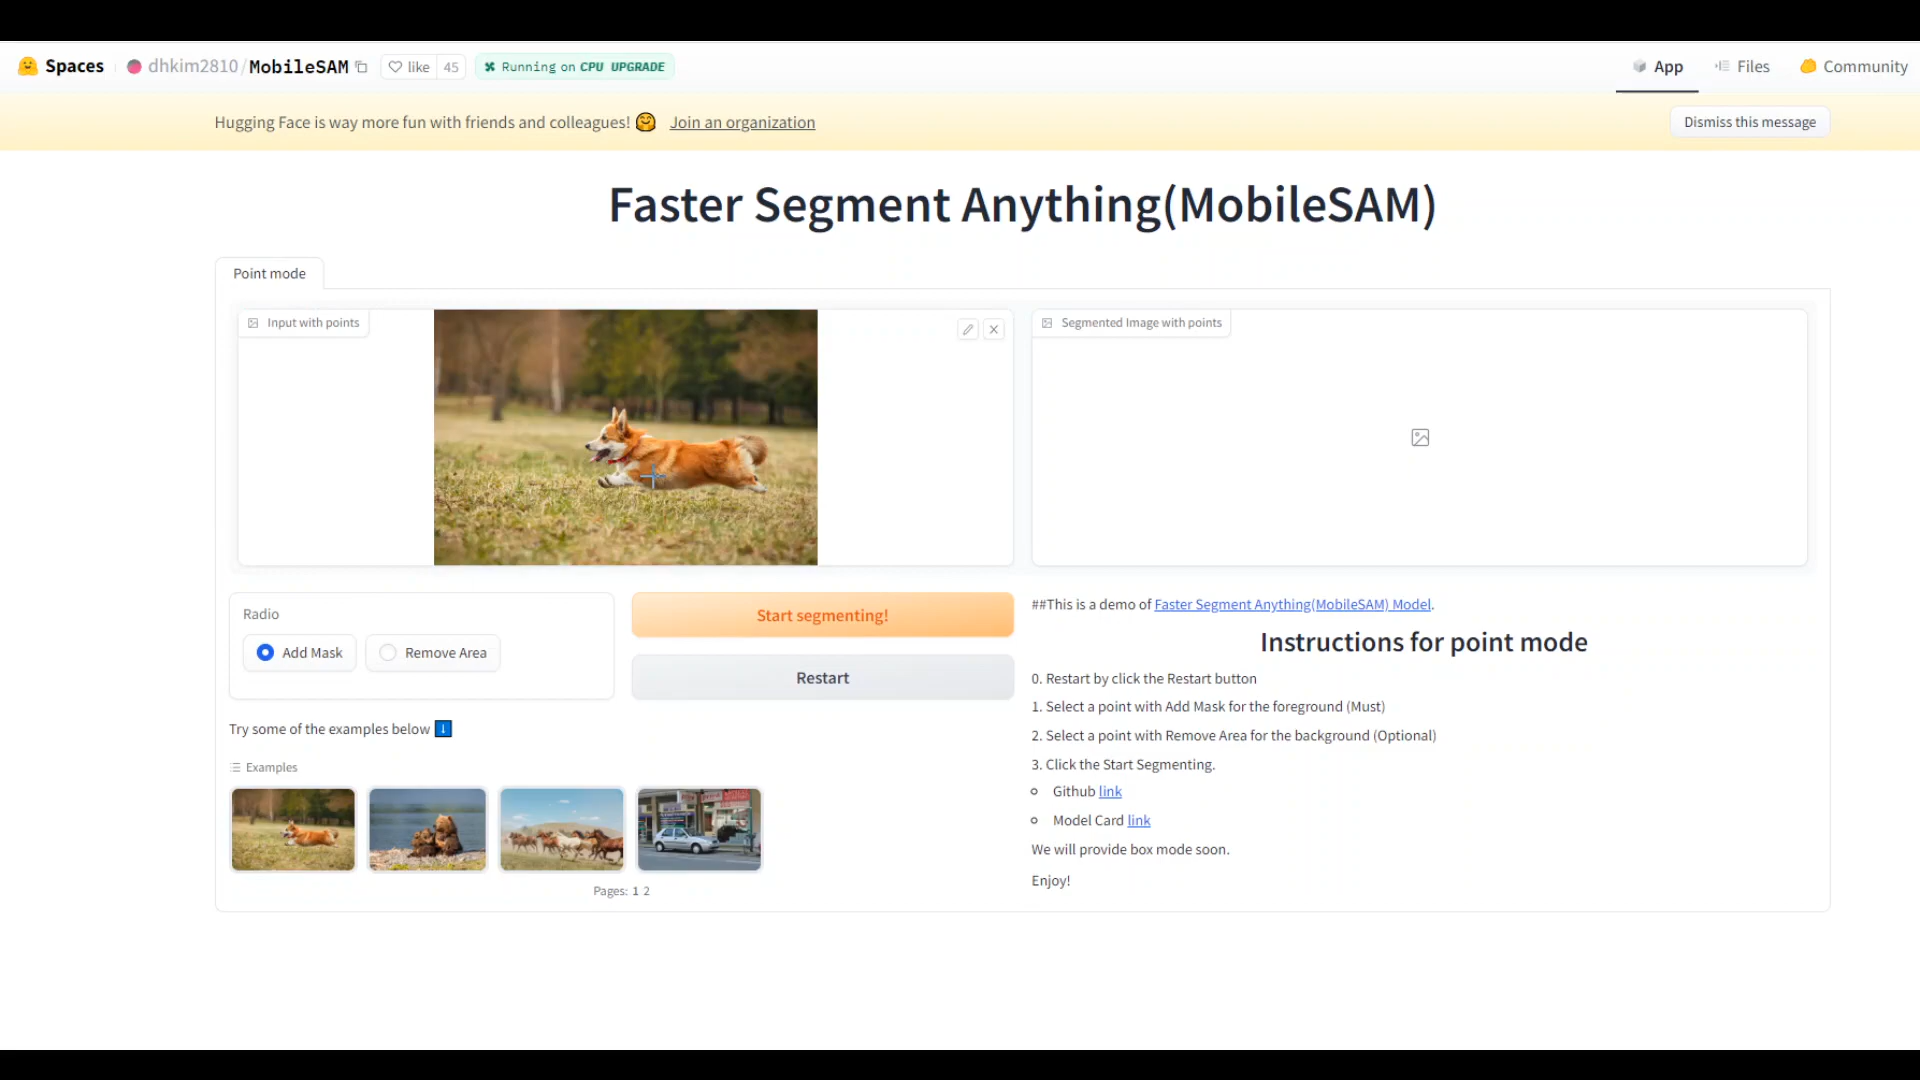 Spaces dhkim2810/MobileSAM like 45 Running on CPU UPGRADE App Files Community
Hugging Face is way more fun with friends and colleagues! 🤗 Join an organization Dismiss this message
Faster Segment Anything(MobileSAM)
Point mode
Input with points
Segmented Image with points
Radio
Add Mask Remove Area
Start segmenting!
Restart
Try some of the examples below ⬇️
Examples
Pages: 1 2
##This is a demo of Faster Segment Anything(MobileSAM) Model.
Instructions for point mode
0. Restart by click the Restart button
1. Select a point with Add Mask for the foreground (Must)
2. Select a point with Remove Area for the background (Optional)
3. Click the Start Segmenting.
Github link
Model Card link
We will provide box mode soon.
Enjoy!